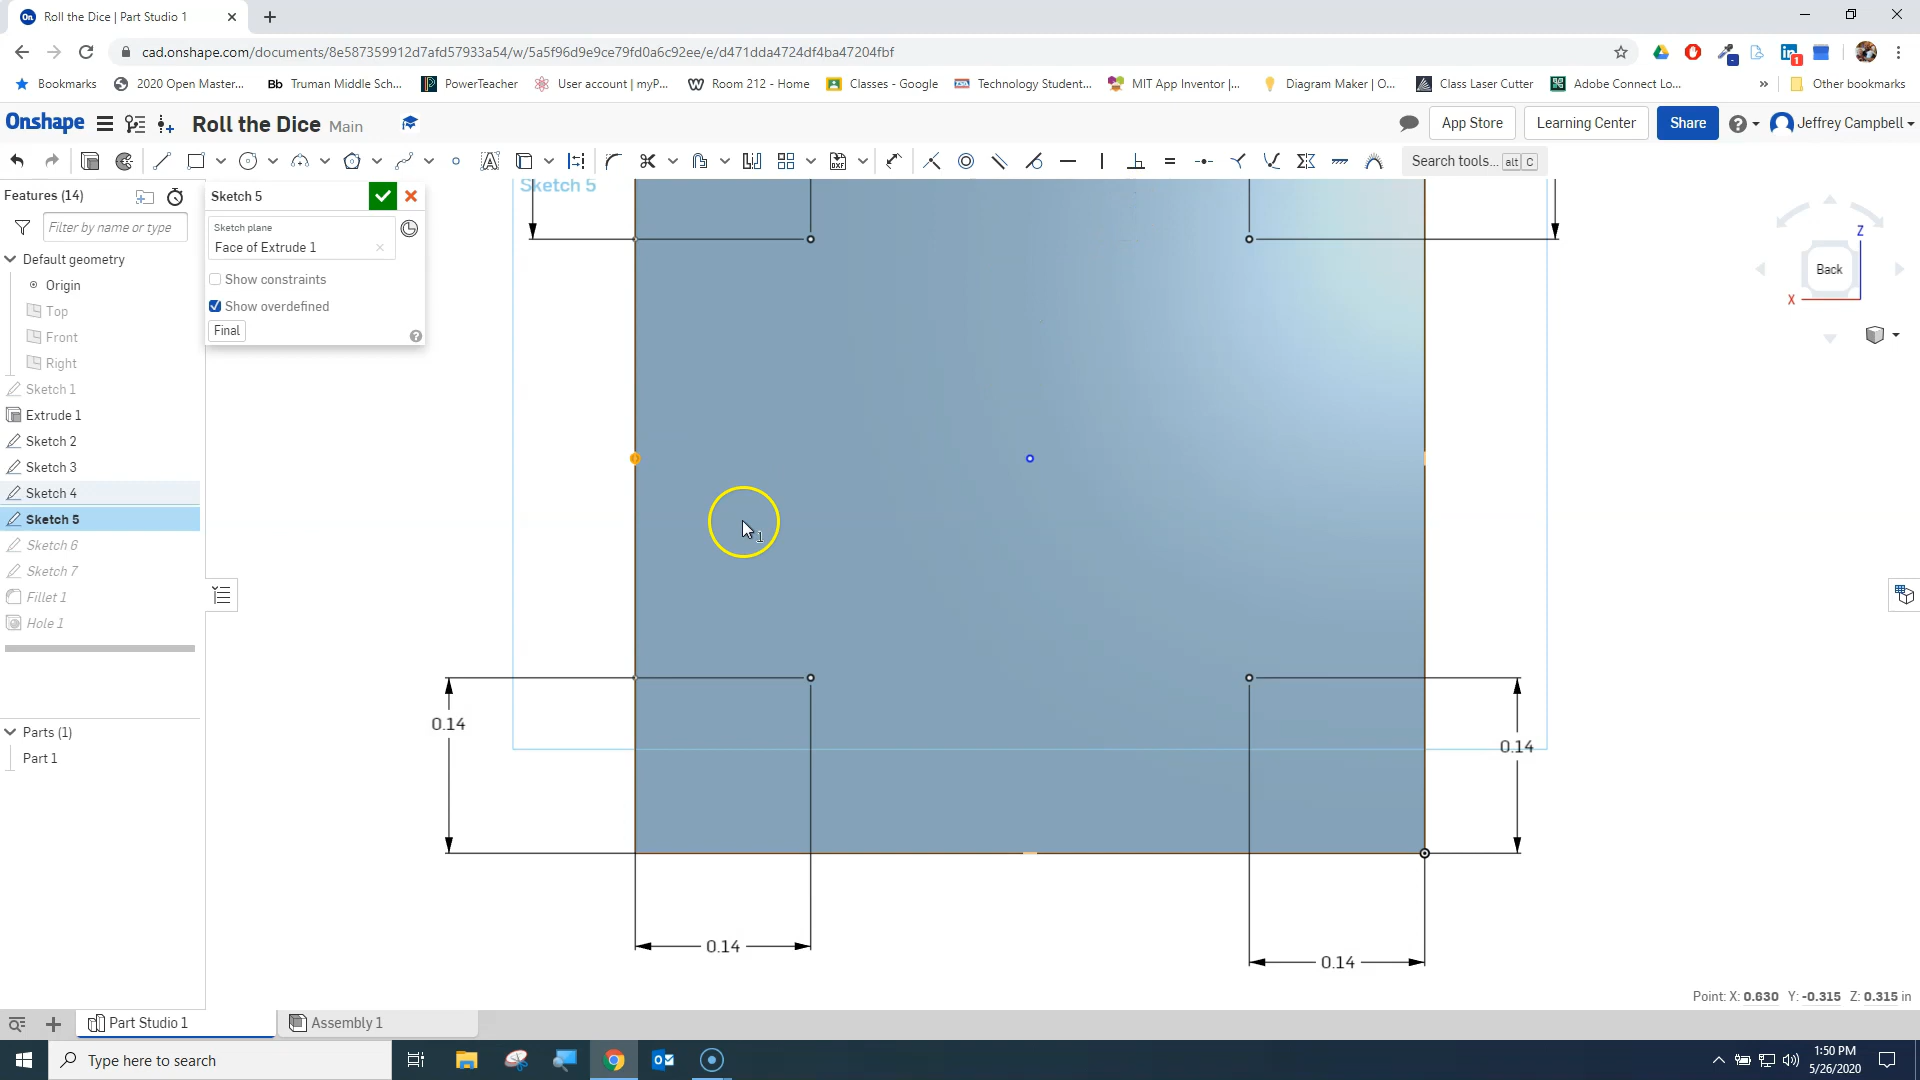 On Roll the Dice | Part Studio 1
cad.onshape.com/documents/8e587359912d7afd57933a54/w/5a5f96d9e9ce79fd0a6c92ee/e/d471dda4724df4ba47204fbf
1
Bookmarks
2020 Open Master...
Bb Truman Middle Sch...
PowerTeacher
User account | myP...
Room 212 - Home
Classes - Google
Technology Student...
MIT App Inventor |...
Diagram Maker | O...
Class Laser Cutter
Adobe Connect Lo...
»
Other bookmarks
Onshape
Roll the Dice Main
App Store
Learning Center
Share
Jeffrey Campbell
Search tools... alt C
Features (14)
Filter by name or type
Default geometry
Origin
Top
Front
Right
Sketch 1
Extrude 1
Sketch 2
Sketch 3
Sketch 4
Sketch 5
Sketch 6
Sketch 7
Fillet 1
Hole 1
Parts (1)
Part 1
Sketch 5
Sketch plane
Face of Extrude 1
Show constraints
Show overdefined
Final
Sketch 5
Z
Back
X
1
0.14
0.14
0.14
0.14
Point: X: 0.630 Y: -0.315 Z: 0.315 in
Part Studio 1
Assembly 1
Type here to search
1:50 PM
5/26/2020